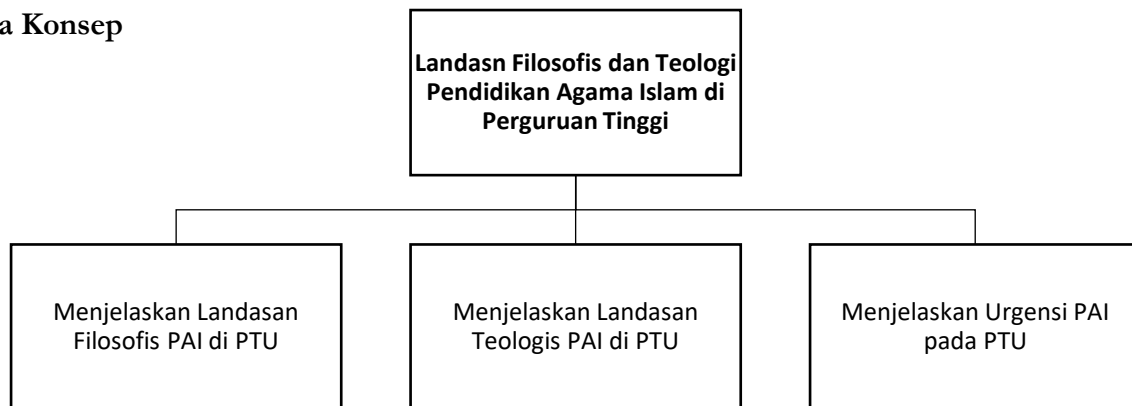 a Konsep
Landasn Filosofis dan Teologi
Pendidikan Agama Islam di
Perguruan Tinggi
Menjelaskan Landasan
Filosofis PAI di PTU
Menjelaskan Landasan
Teologis PAI di PTU
Menjelaskan Urgensi PAI
pada PTU